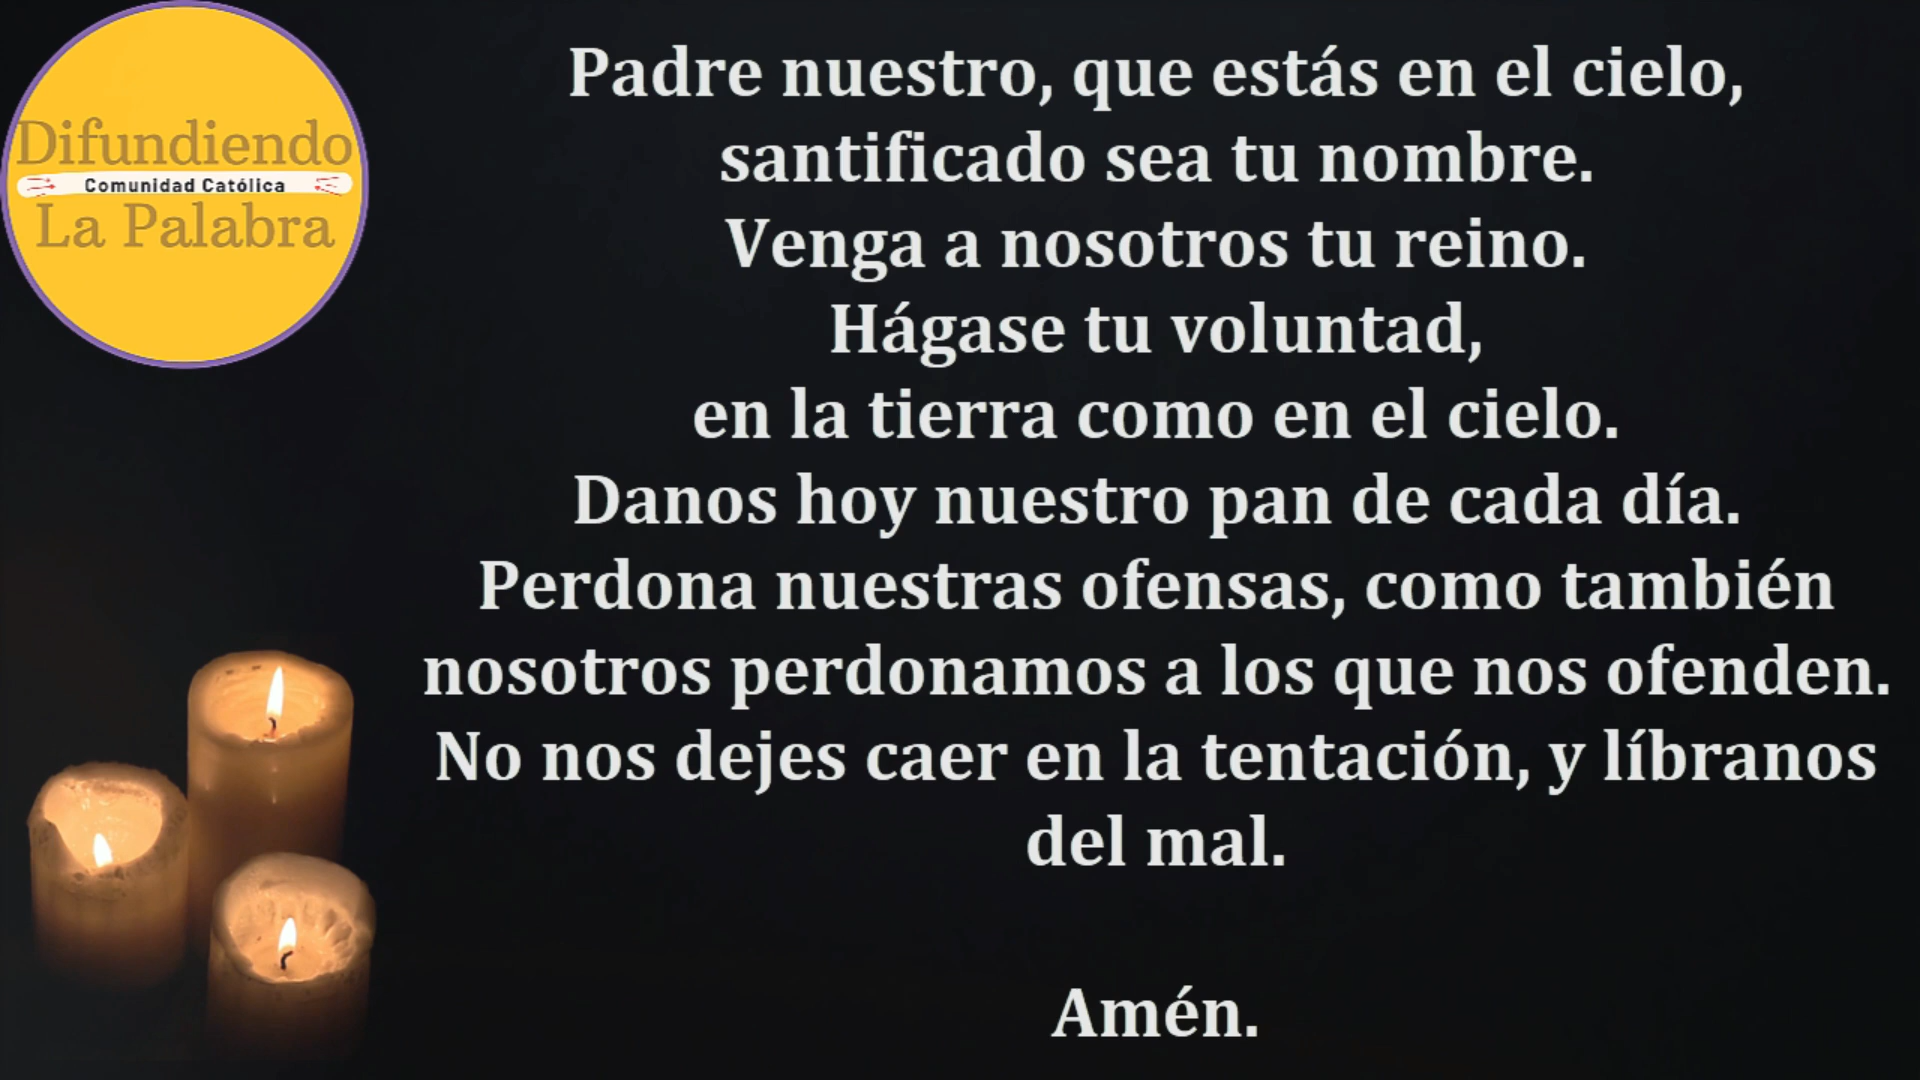 Difundiendo
Comunidad Católica
La Palabra
Padre nuestro, que estás en el cielo,
santificado sea tu nombre.
Venga a nosotros tu reino.
Hágase tu voluntad,
en la tierra como en el cielo.
Danos hoy nuestro pan de cada día.
Perdona nuestras ofensas, como también
nosotros perdonamos a los que nos ofenden.
No nos dejes caer en la tentación, y líbranos
del mal.
Amén.